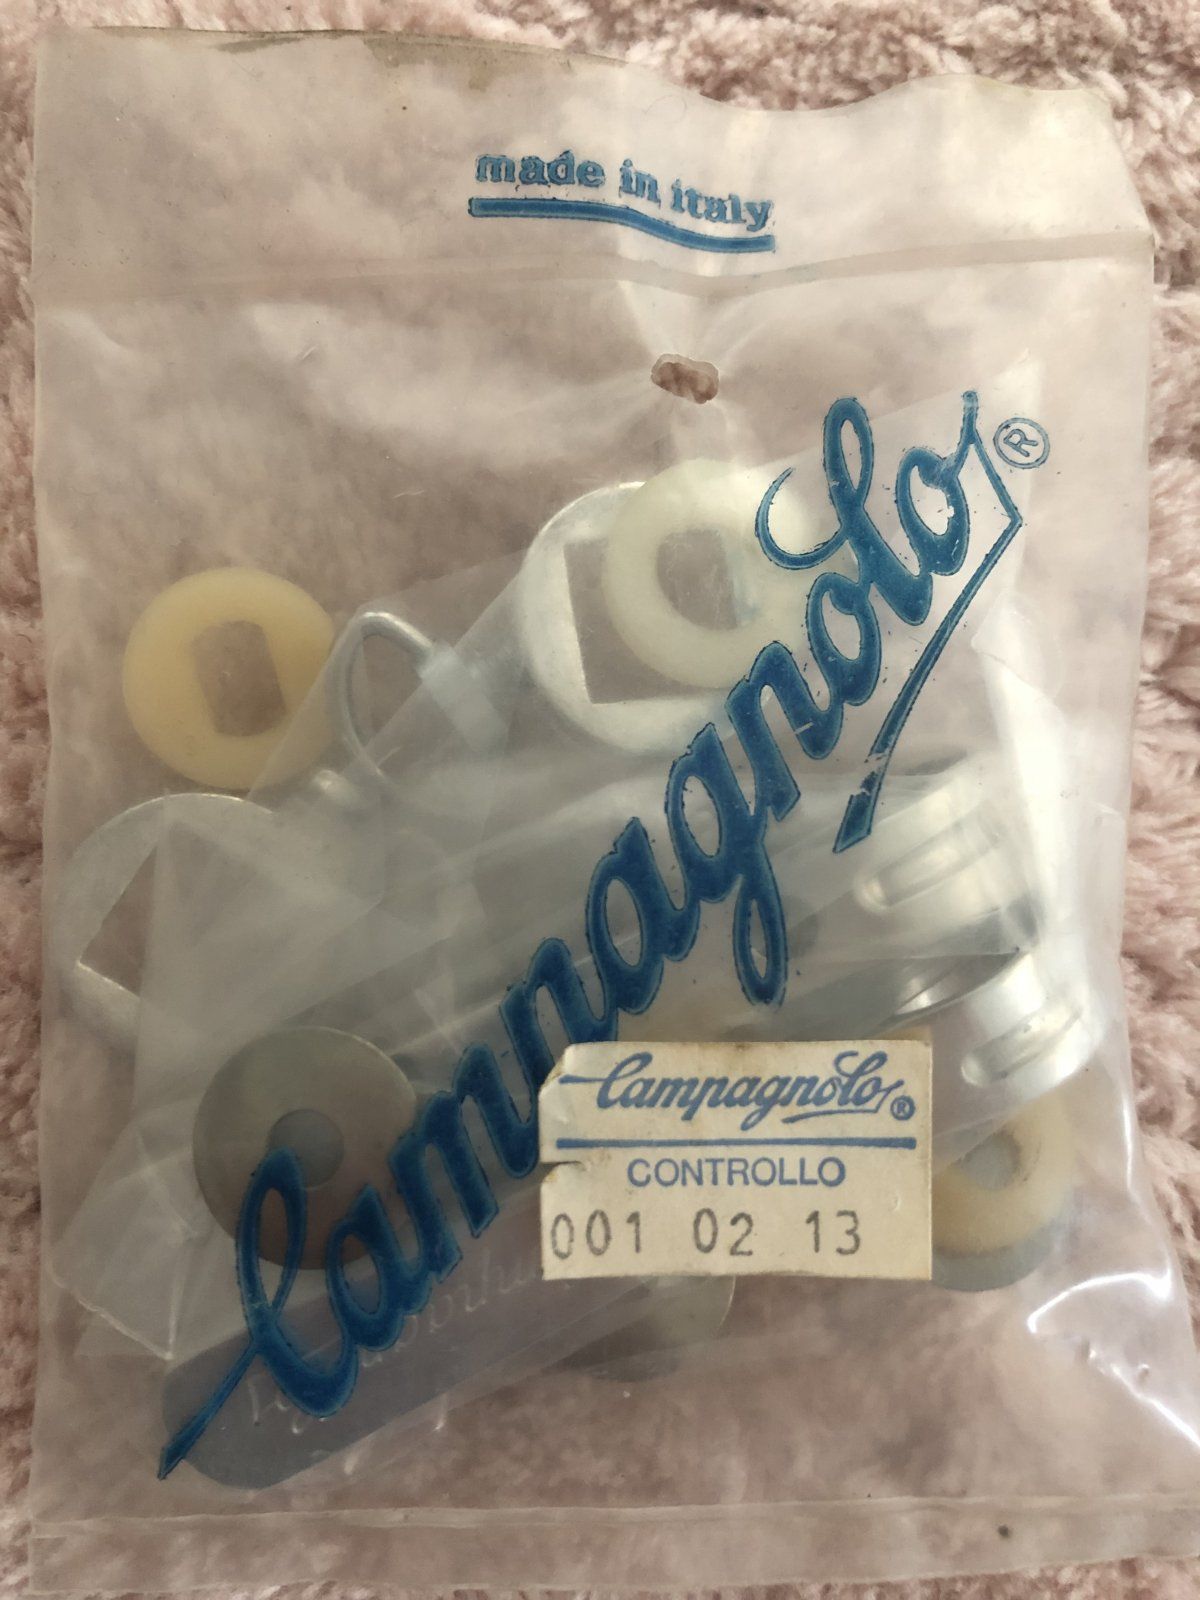 made in italy
Campagnolo ®
Campagnolo ®
CONTROLLO
001 02 13